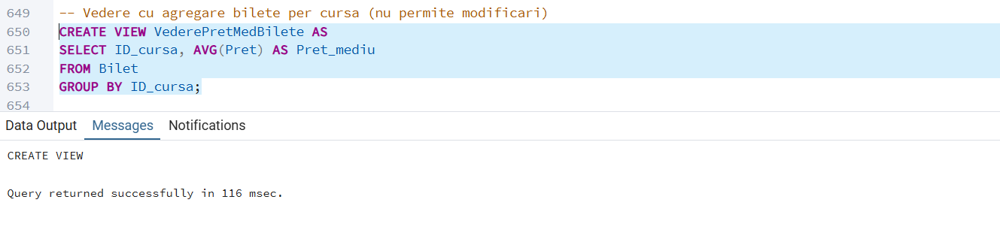 649 -- Vedere cu agregare bilete per cursa (nu permite modificari)
650 CREATE VIEW VederePretMedBilete AS
651 SELECT ID_cursa, AVG(Pret) AS Pret_mediu
652 FROM Bilet
653 GROUP BY ID_cursa;
654
Data Output Messages Notifications
CREATE VIEW
Query returned successfully in 116 msec.